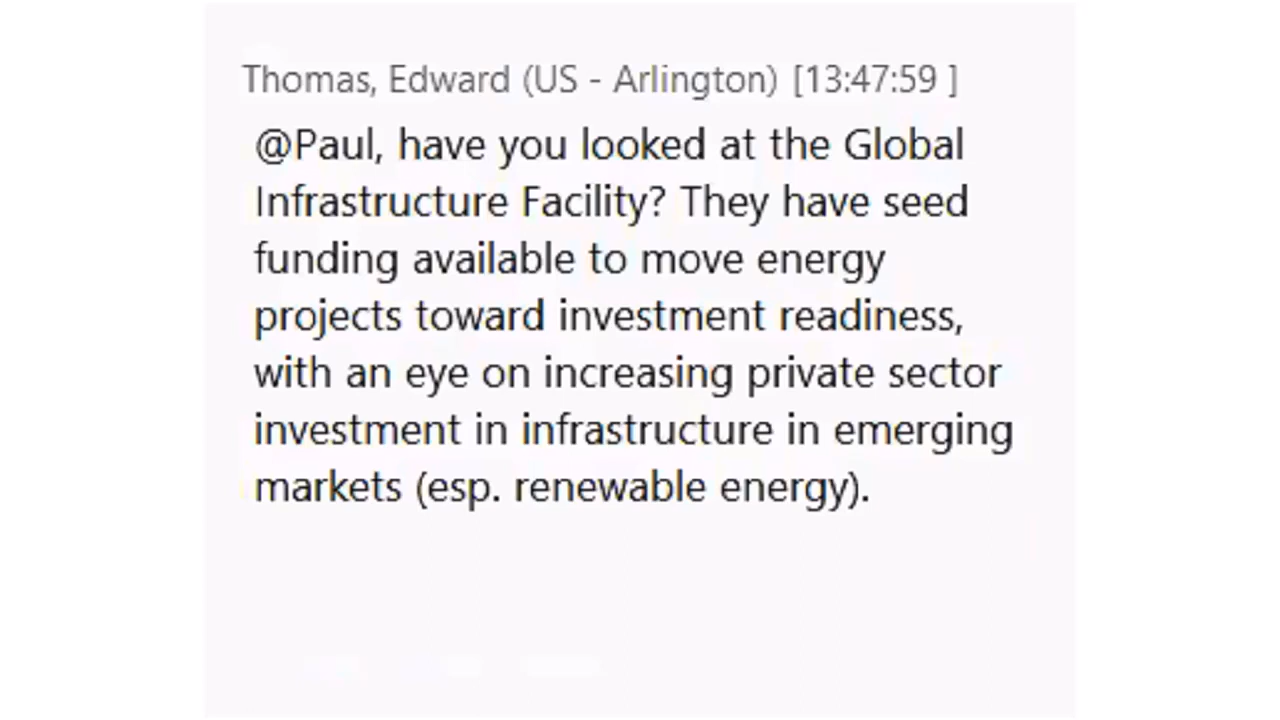 Thomas, Edward (US - Arlington) [13:47:59 ]
@Paul, have you looked at the Global
Infrastructure Facility? They have seed
funding available to move energy
projects toward investment readiness,
with an eye on increasing private sector
investment in infrastructure in emerging
markets (esp. renewable energy).